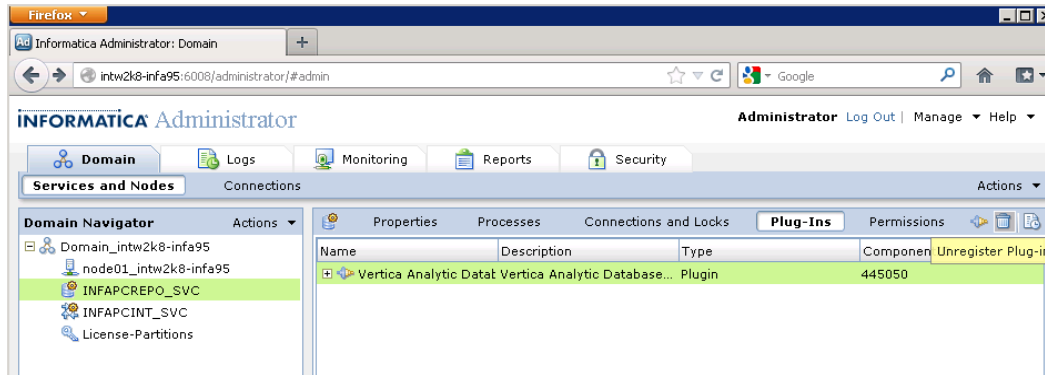 Firefox
Ad Informatica Administrator: Domain +
intw2k8-infa95:6008/administrator/#admin Google
INFORMATICA Administrator Administrator Log Out | Manage Help
Domain Logs Monitoring Reports Security
Services and Nodes Connections Actions
Domain Navigator Actions Properties Processes Connections and Locks Plug-Ins Permissions
Domain_intw2k8-infa95 Name Description Type Componen Unregister Plug-i
node01_intw2k8-infa95 Vertica Analytic Datab Vertica Analytic Database... Plugin 445050
INFAPCREPO_SVC
INFAPCINT_SVC
License-Partitions